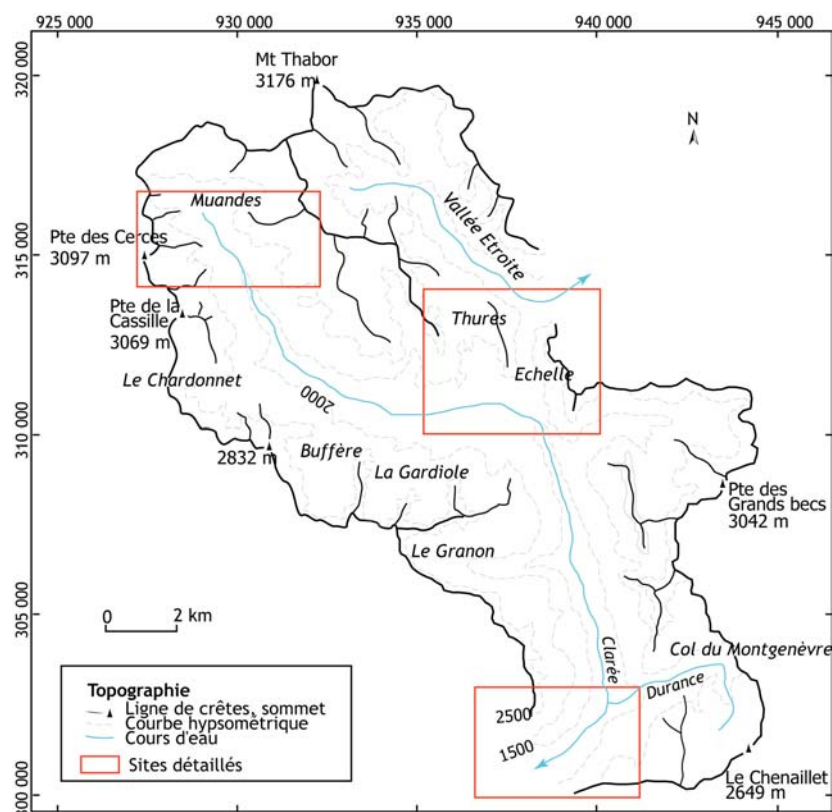 925 000
930 000
935 000
940 000
945 000
320 000
315 000
310 000
305 000
300 000
Mt Thabor
3176 m
N
Muandes
Pte des Cerces
3097 m
Vallée Etroite
Pte de la
Cassille
3069 m
Thures
Le Chardonnet
Echelle
2000
2832 m
Buffère
La Gardiole
Pte des
Grands becs
3042 m
Le Granon
0 2 km
Clarée
Col du Montgenèvre
Durance
2500
1500
Le Chenaillet
2649 m
Topographie
Ligne de crêtes, sommet
Courbe hypsomètrique
Cours d'eau
Sites détaillés